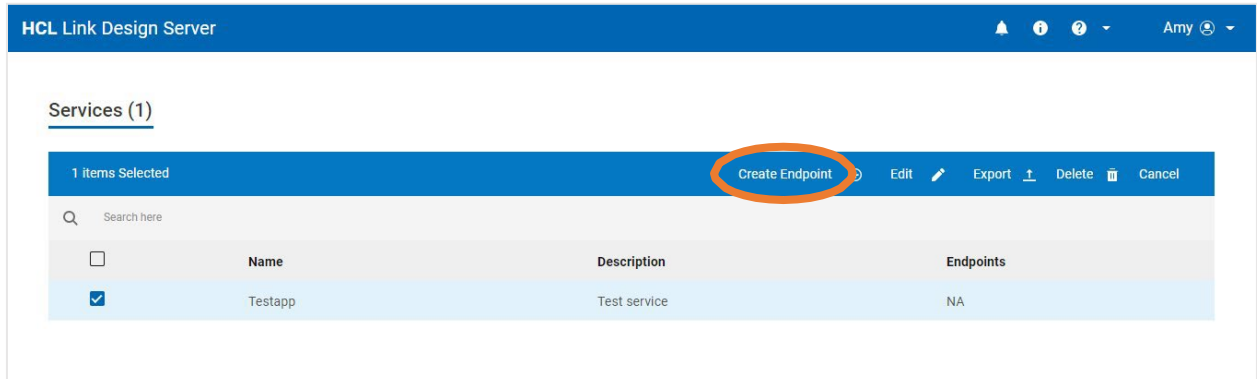 HCL Link Design Server Amy
Services (1)
1 items Selected Create Endpoint Edit Export Delete Cancel
Search here
Name Description Endpoints
Testapp Test service NA